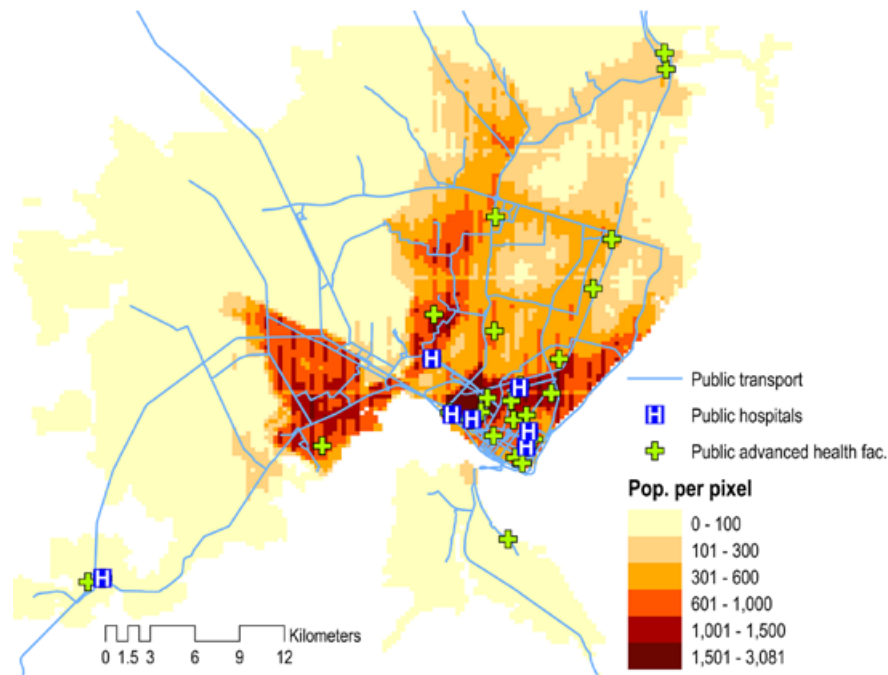 H
H
H
H
H
H
H
Public transport
H Public hospitals
Public advanced health fac.
Pop. per pixel
0 - 100
101 - 300
301 - 600
601 - 1,000
1,001 - 1,500
1,501 - 3,081
Kilometers
0 1.5 3 6 9 12